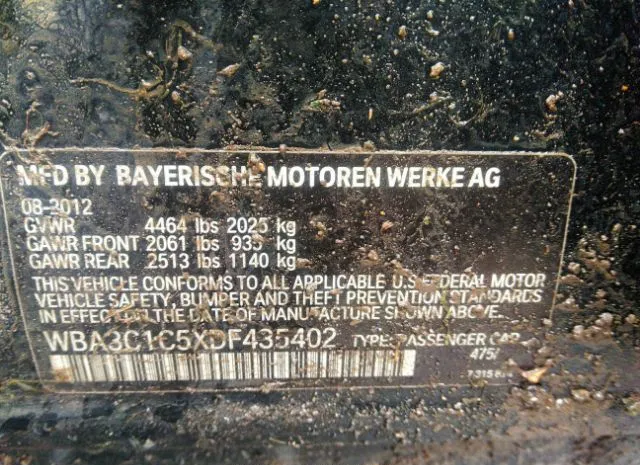 MFD BY BAYERISCHE MOTOREN WERKE AG
08-2012
GVWR 4464 lbs 2025 kg
GAWR FRONT 2061 lbs 935 kg
GAWR REAR 2513 lbs 1140 kg
THIS VEHICLE CONFORMS TO ALL APPLICABLE U.S FEDERAL MOTOR
VEHICLE SAFETY, BUMPER AND THEFT PREVENTION STANDARDS
IN EFFECT ON THE DATE OF MANUFACTURE SHOWN ABOVE.
WBA3C1C5XDF435402 TYPE: PASSENGER CAR
475/